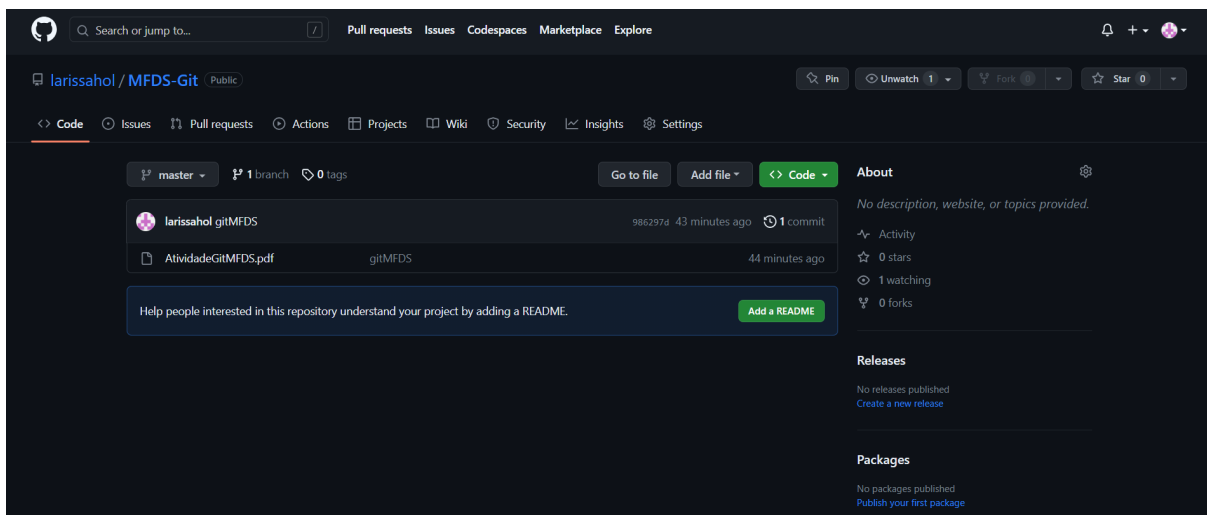 Search or jump to... / Pull requests Issues Codespaces Marketplace Explore
larissahol / MFDS-Git Public Pin Unwatch 1 Fork 0 Star 0
Code Issues Pull requests Actions Projects Wiki Security Insights Settings
master 1 branch 0 tags Go to file Add file Code
larissahol gitMFDS 986297d 43 minutes ago 1 commit
AtividadeGitMFDS.pdf gitMFDS 44 minutes ago
Help people interested in this repository understand your project by adding a README. Add a README
About
No description, website, or topics provided.
Activity
0 stars
1 watching
0 forks
Releases
No releases published
Create a new release
Packages
No packages published
Publish your first package